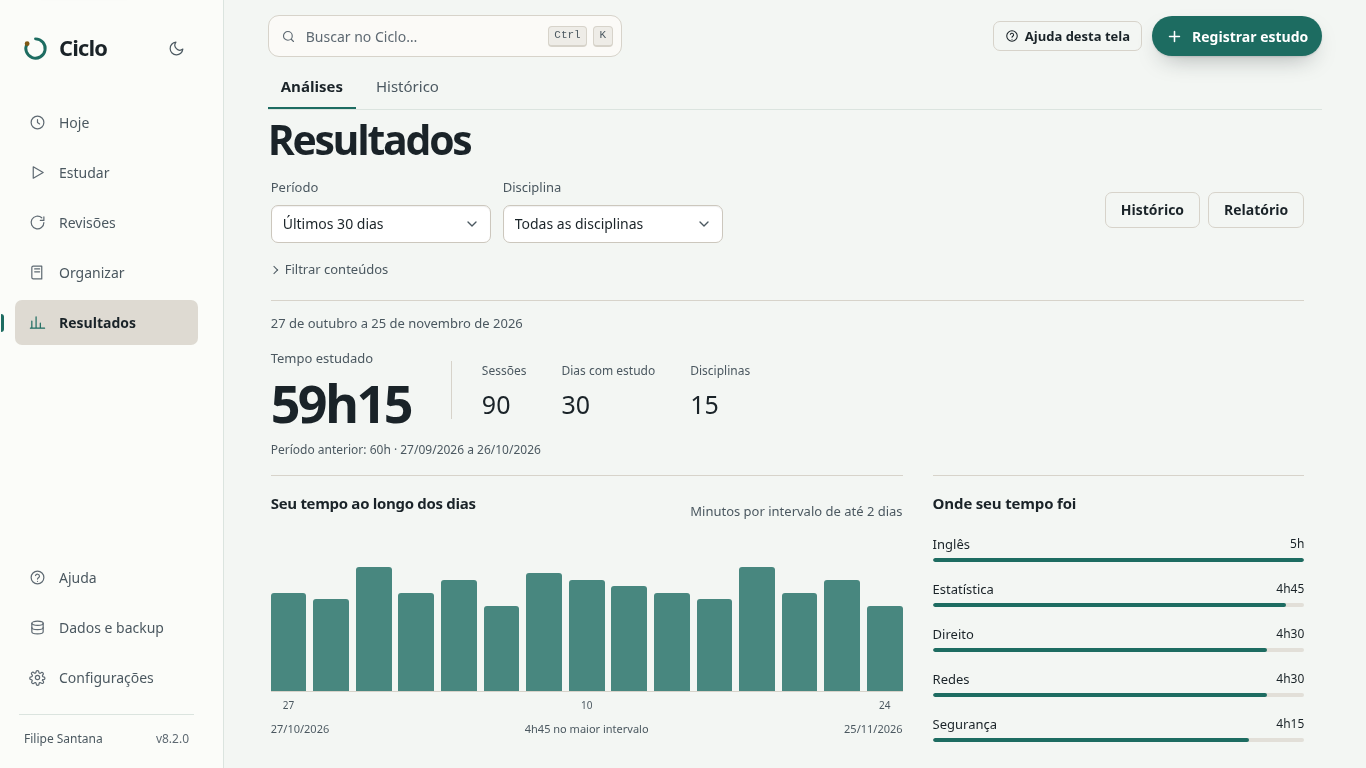 Ciclo
Hoje
Estudar
Revisões
Organizar
Resultados
Ajuda
Dados e backup
Configurações
Filipe Santana v8.2.0
Buscar no Ciclo... Ctrl K
Ajuda desta tela
Registrar estudo
Análises Histórico
Resultados
Período Disciplina
Últimos 30 dias Todas as disciplinas
Histórico Relatório
Filtrar conteúdos
27 de outubro a 25 de novembro de 2026
Tempo estudado
59h15
Sessões Dias com estudo Disciplinas
90 30 15
Período anterior: 60h · 27/09/2026 a 26/10/2026
Seu tempo ao longo dos dias
Minutos por intervalo de até 2 dias
27 10 24
27/10/2026 4h45 no maior intervalo 25/11/2026
Onde seu tempo foi
Inglês 5h
Estatística 4h45
Direito 4h30
Redes 4h30
Segurança 4h15